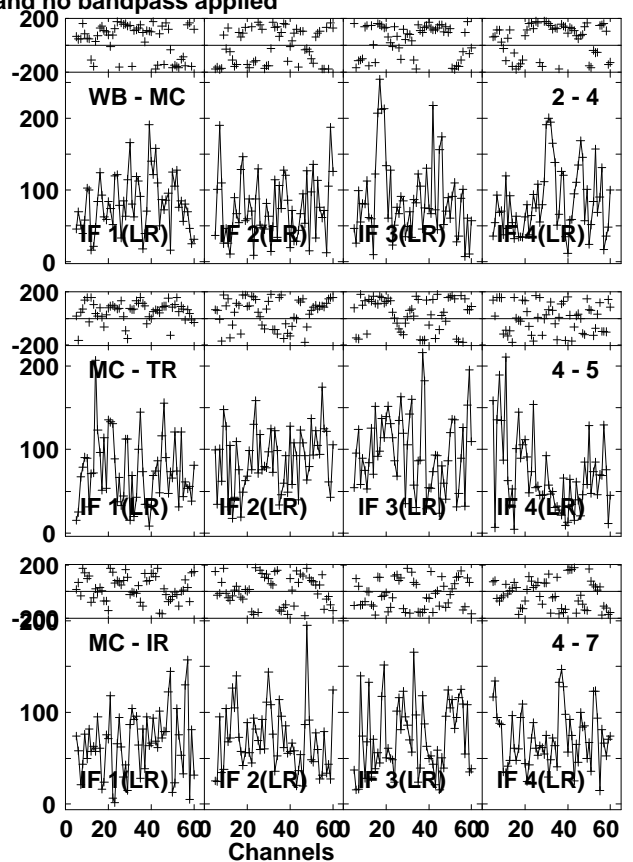 and no bandpass applied
200
-200
WB - MC
2 - 4
200
100
0
IF 1(LR) IF 2(LR) IF 3(LR) IF 4(LR)
200
-200
MC - TR
4 - 5
200
100
0
IF 1(LR) IF 2(LR) IF 3(LR) IF 4(LR)
200
-200
200
MC - IR
4 - 7
100
0
IF 1(LR) IF 2(LR) IF 3(LR) IF 4(LR)
0 20 40 60 0 20 40 60 0 20 40 60 0 20 40 60
Channels